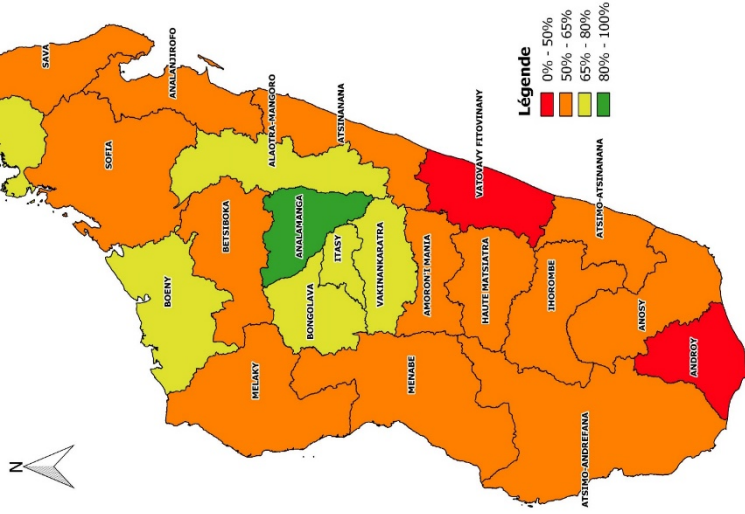 N
SAVA
SOFIA
ANALANJIROFO
BOENY
BETSIBOKA
ALAOTRA-MANGORO
ATSINANANA
ANALAMANGA
MELAKY
BONGOLAVA
ITASY
VAKINANKARATRA
MENABE
AMORON'I MANIA
VATOVAVY FITOVINANY
HAUTE MATSIATRA
IHOROMBE
ATSIMO-ATSINANANA
ATSIMO-ANDREFANA
ANOSY
ANDROY
Légende
0% - 50%
50% - 65%
65% - 80%
80% - 100%